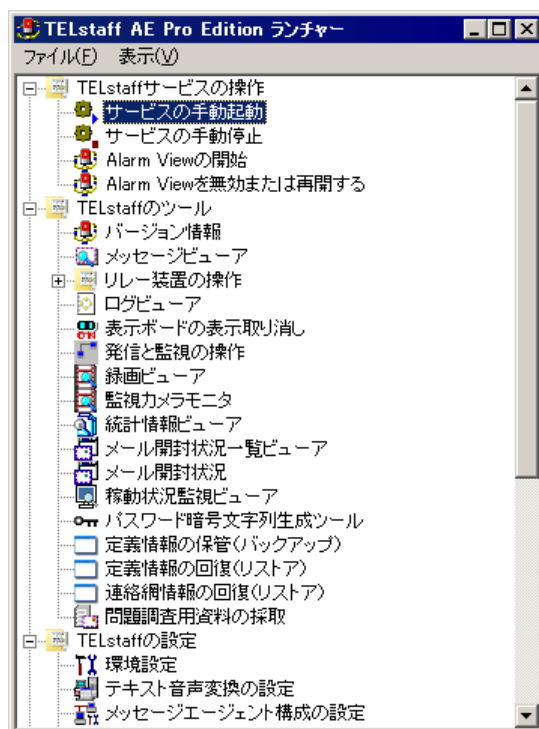 TELstaff AE Pro Edition ランチャー
ファイル(F) 表示(V)
TELstaffサービスの操作
サービスの手動起動
サービスの手動停止
Alarm Viewの開始
Alarm Viewを無効または再開する
TELstaffのツール
バージョン情報
メッセージビューア
リレー装置の操作
ログビューア
表示ボードの表示取り消し
発信と監視の操作
録画ビューア
監視カメラモニタ
統計情報ビューア
メール開封状況一覧ビューア
メール開封状況
稼動状況監視ビューア
パスワード暗号文字列生成ツール
定義情報の保管(バックアップ)
定義情報の回復(リストア)
連絡網情報の回復(リストア)
問題調査用資料の採取
TELstaffの設定
環境設定
テキスト音声変換の設定
メッセージエージェント構成の設定